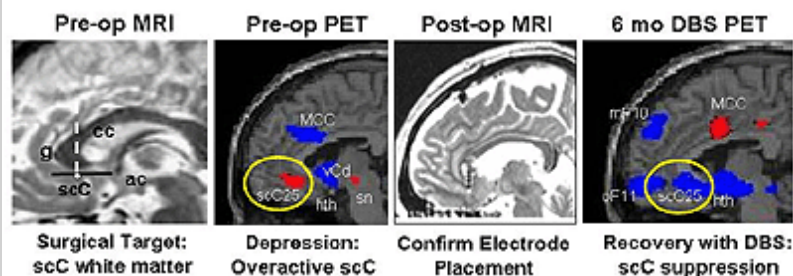 Pre-op MRI
Pre-op PET
Post-op MRI
6 mo DBS PET
cc
g
scC
ac
MCC
vCd
scC25
hth
sn
mF10
MCC
oF11
scC25
hth
Surgical Target:
scC white matter
Depression:
Overactive scC
Confirm Electrode
Placement
Recovery with DBS:
scC suppression